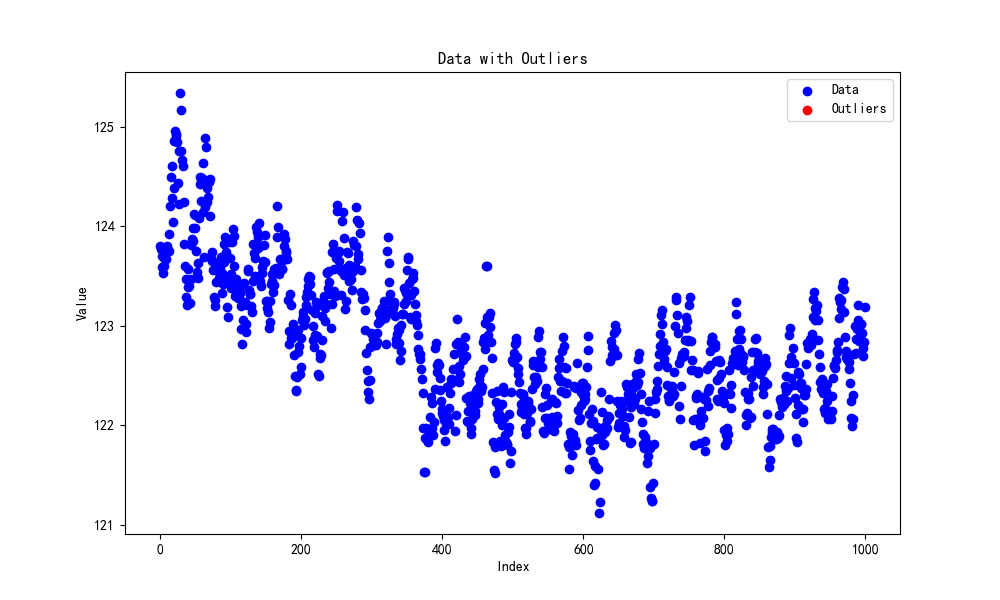 Data with Outliers
Data
Outliers
125
124
123
122
121
Value
0 200 400 600 800 1000
Index